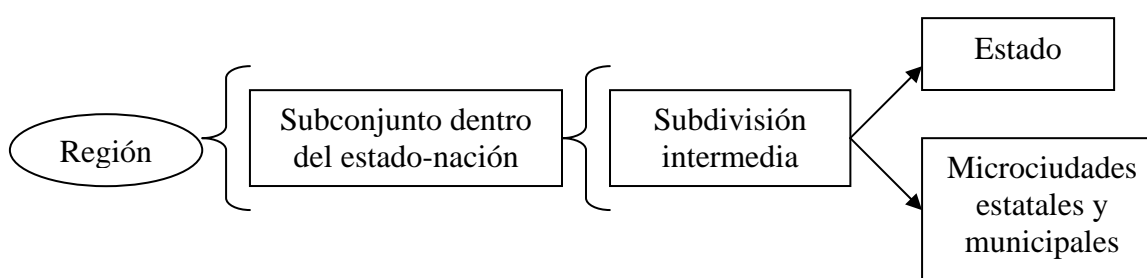 Región
Subconjunto dentro
del estado-nación
Subdivisión
intermedia
Estado
Microciudades
estatales y
municipales